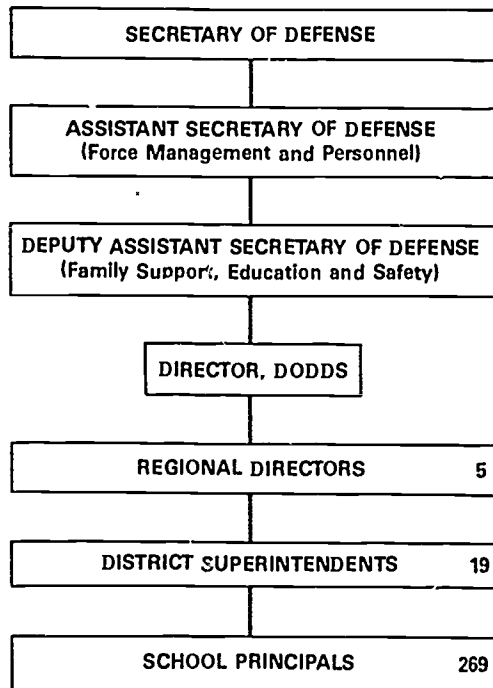 SECRETARY OF DEFENSE
ASSISTANT SECRETARY OF DEFENSE
(Force Management and Personnel)
DEPUTY ASSISTANT SECRETARY OF DEFENSE
(Family Support, Education and Safety)
DIRECTOR, DODDS
REGIONAL DIRECTORS 5
DISTRICT SUPERINTENDENTS 19
SCHOOL PRINCIPALS 269